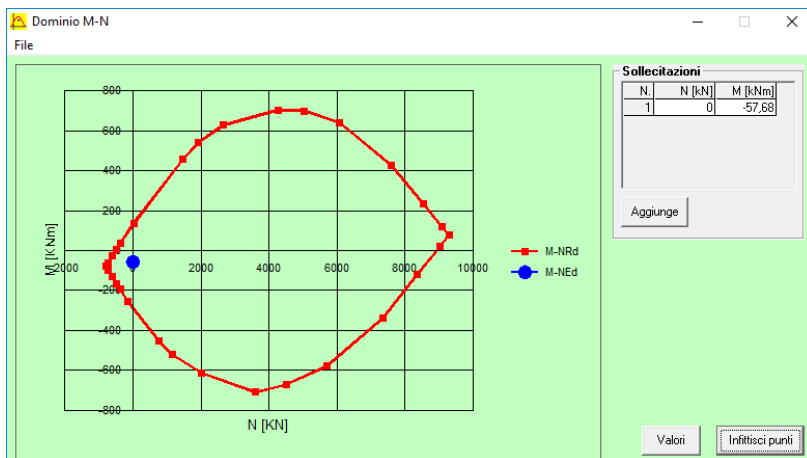 Dominio M-N
File
800
600
400
200
-200
-400
-600
-800
-2000
0
2000
4000
6000
8000
10000
M [KNm]
N [KN]
M-NRd
M-NEd
Sollecitazioni
N. N [kN] M [kNm]
1 0 -57,68
Aggiunge
Valori
Infittisci punti